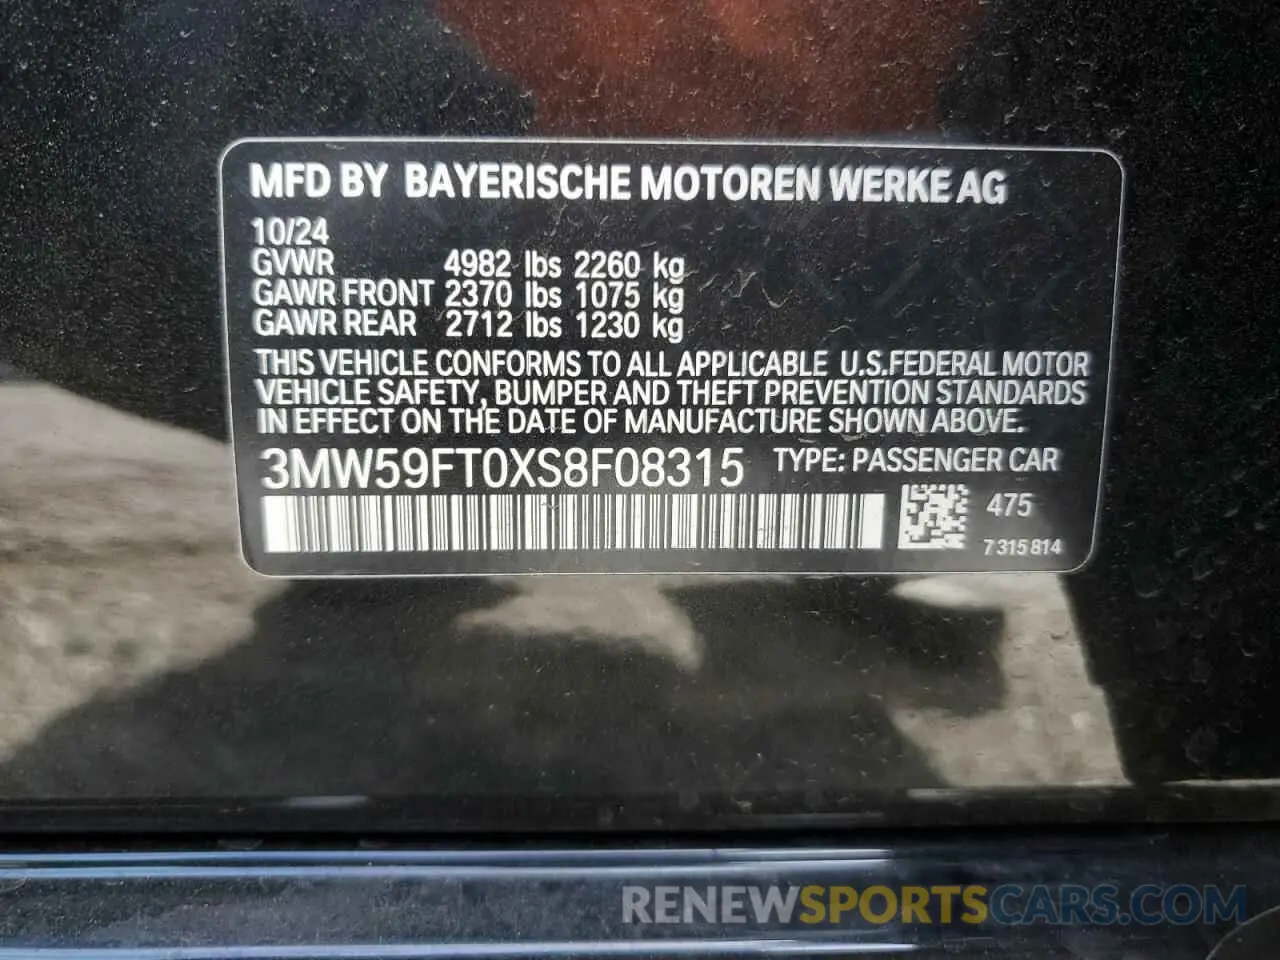 MFD BY BAYERISCHE MOTOREN WERKE AG
10/24
GVWR 4982 lbs 2260 kg
GAWR FRONT 2370 lbs 1075 kg
GAWR REAR 2712 lbs 1230 kg
THIS VEHICLE CONFORMS TO ALL APPLICABLE U.S.FEDERAL MOTOR
VEHICLE SAFETY, BUMPER AND THEFT PREVENTION STANDARDS
IN EFFECT ON THE DATE OF MANUFACTURE SHOWN ABOVE.
3MW59FT0XS8F08315 TYPE: PASSENGER CAR
475
7315814
RENEWSPORTSCARS.COM